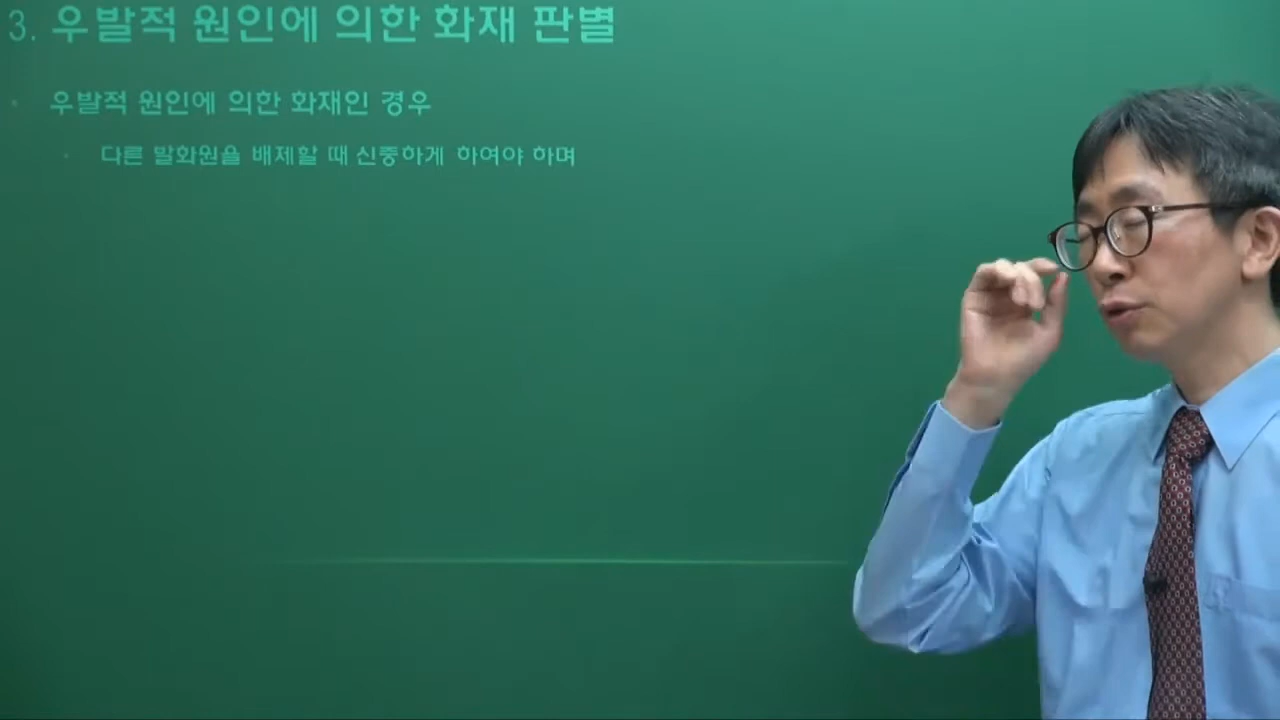 3. 우발적 원인에 의한 화재 판별
우발적 원인에 의한 화재인 경우
다른 발화원을 배제할 때 신중하게 하여야 하며